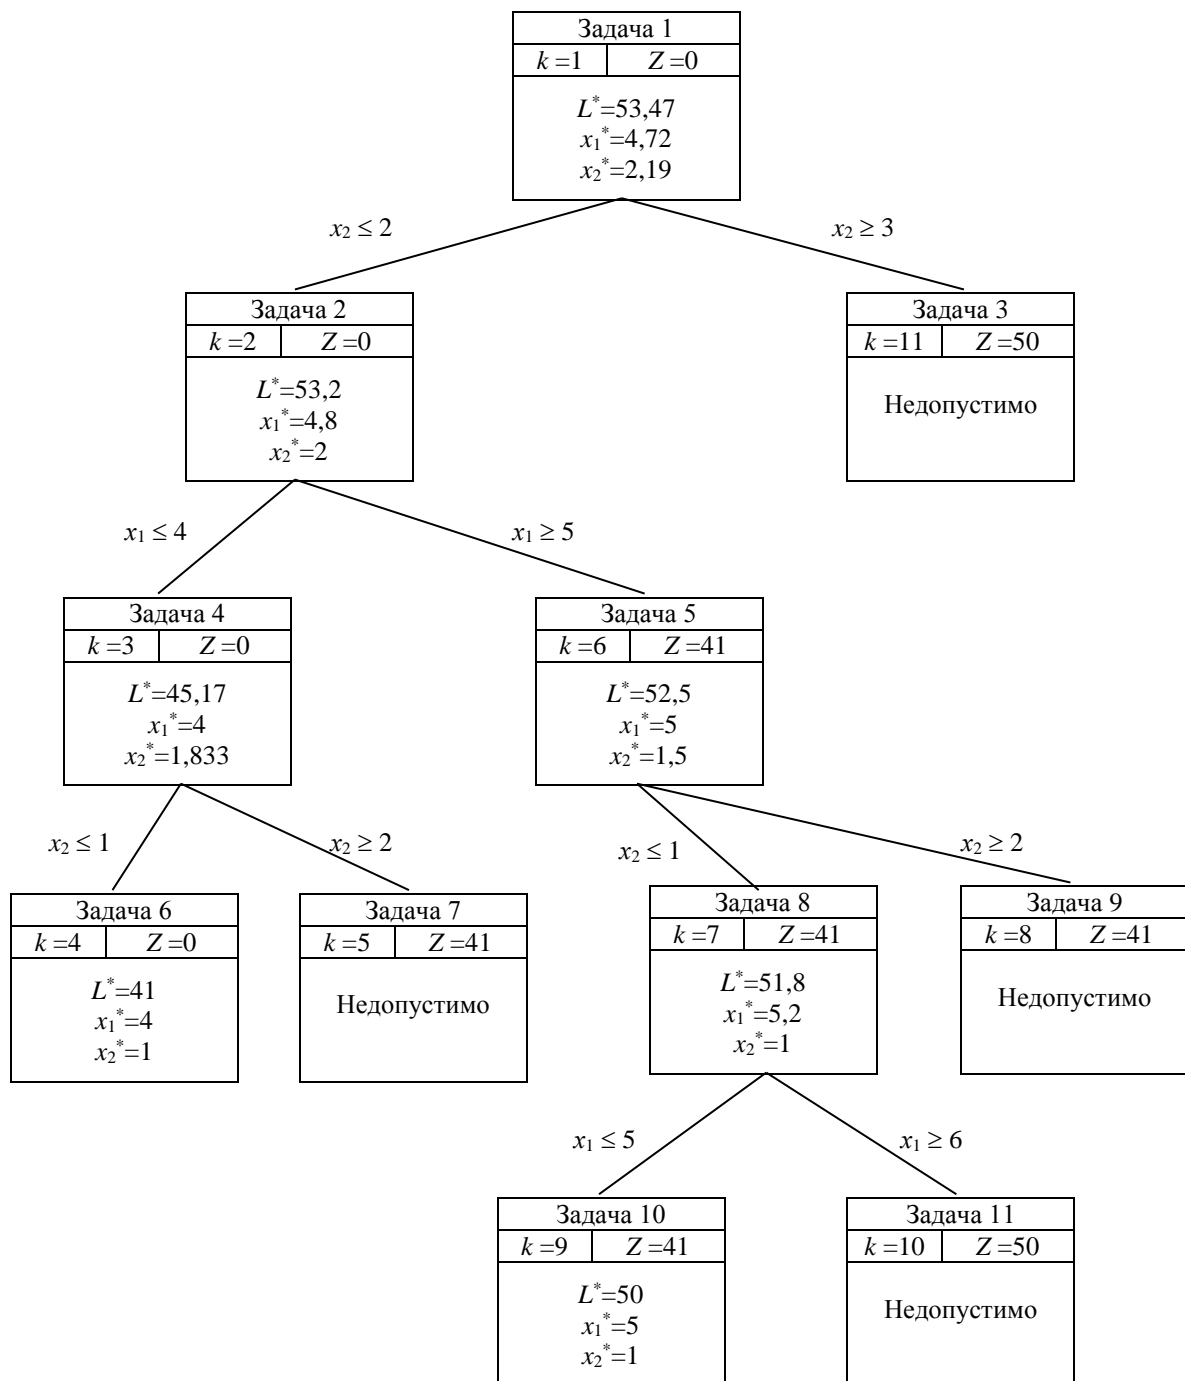 Задача 1
k =1 Z =0
L*=53,47
x₁*=4,72
x₂*=2,19
x₂ ≤ 2
x₂ ≥ 3
Задача 2
k =2 Z =0
L*=53,2
x₁*=4,8
x₂*=2
Задача 3
k =11 Z =50
Недопустимо
x₁ ≤ 4
x₁ ≥ 5
Задача 4
k =3 Z =0
L*=45,17
x₁*=4
x₂*=1,833
Задача 5
k =6 Z =41
L*=52,5
x₁*=5
x₂*=1,5
x₂ ≤ 1
x₂ ≥ 2
x₂ ≤ 1
x₂ ≥ 2
Задача 6
k =4 Z =0
L*=41
x₁*=4
x₂*=1
Задача 7
k =5 Z =41
Недопустимо
Задача 8
k =7 Z =41
L*=51,8
x₁*=5,2
x₂*=1
Задача 9
k =8 Z =41
Недопустимо
x₁ ≤ 5
x₁ ≥ 6
Задача 10
k =9 Z =41
L*=50
x₁*=5
x₂*=1
Задача 11
k =10 Z =50
Недопустимо